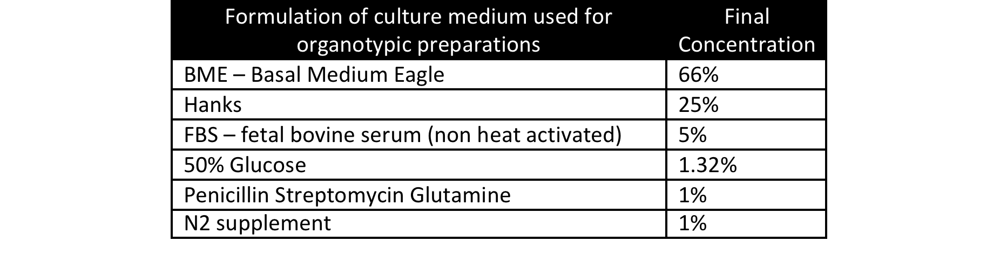 Formulation of culture medium used for
organotypic preparations
Final
Concentration
BME – Basal Medium Eagle 66%
Hanks 25%
FBS – fetal bovine serum (non heat activated) 5%
50% Glucose 1.32%
Penicillin Streptomycin Glutamine 1%
N2 supplement 1%